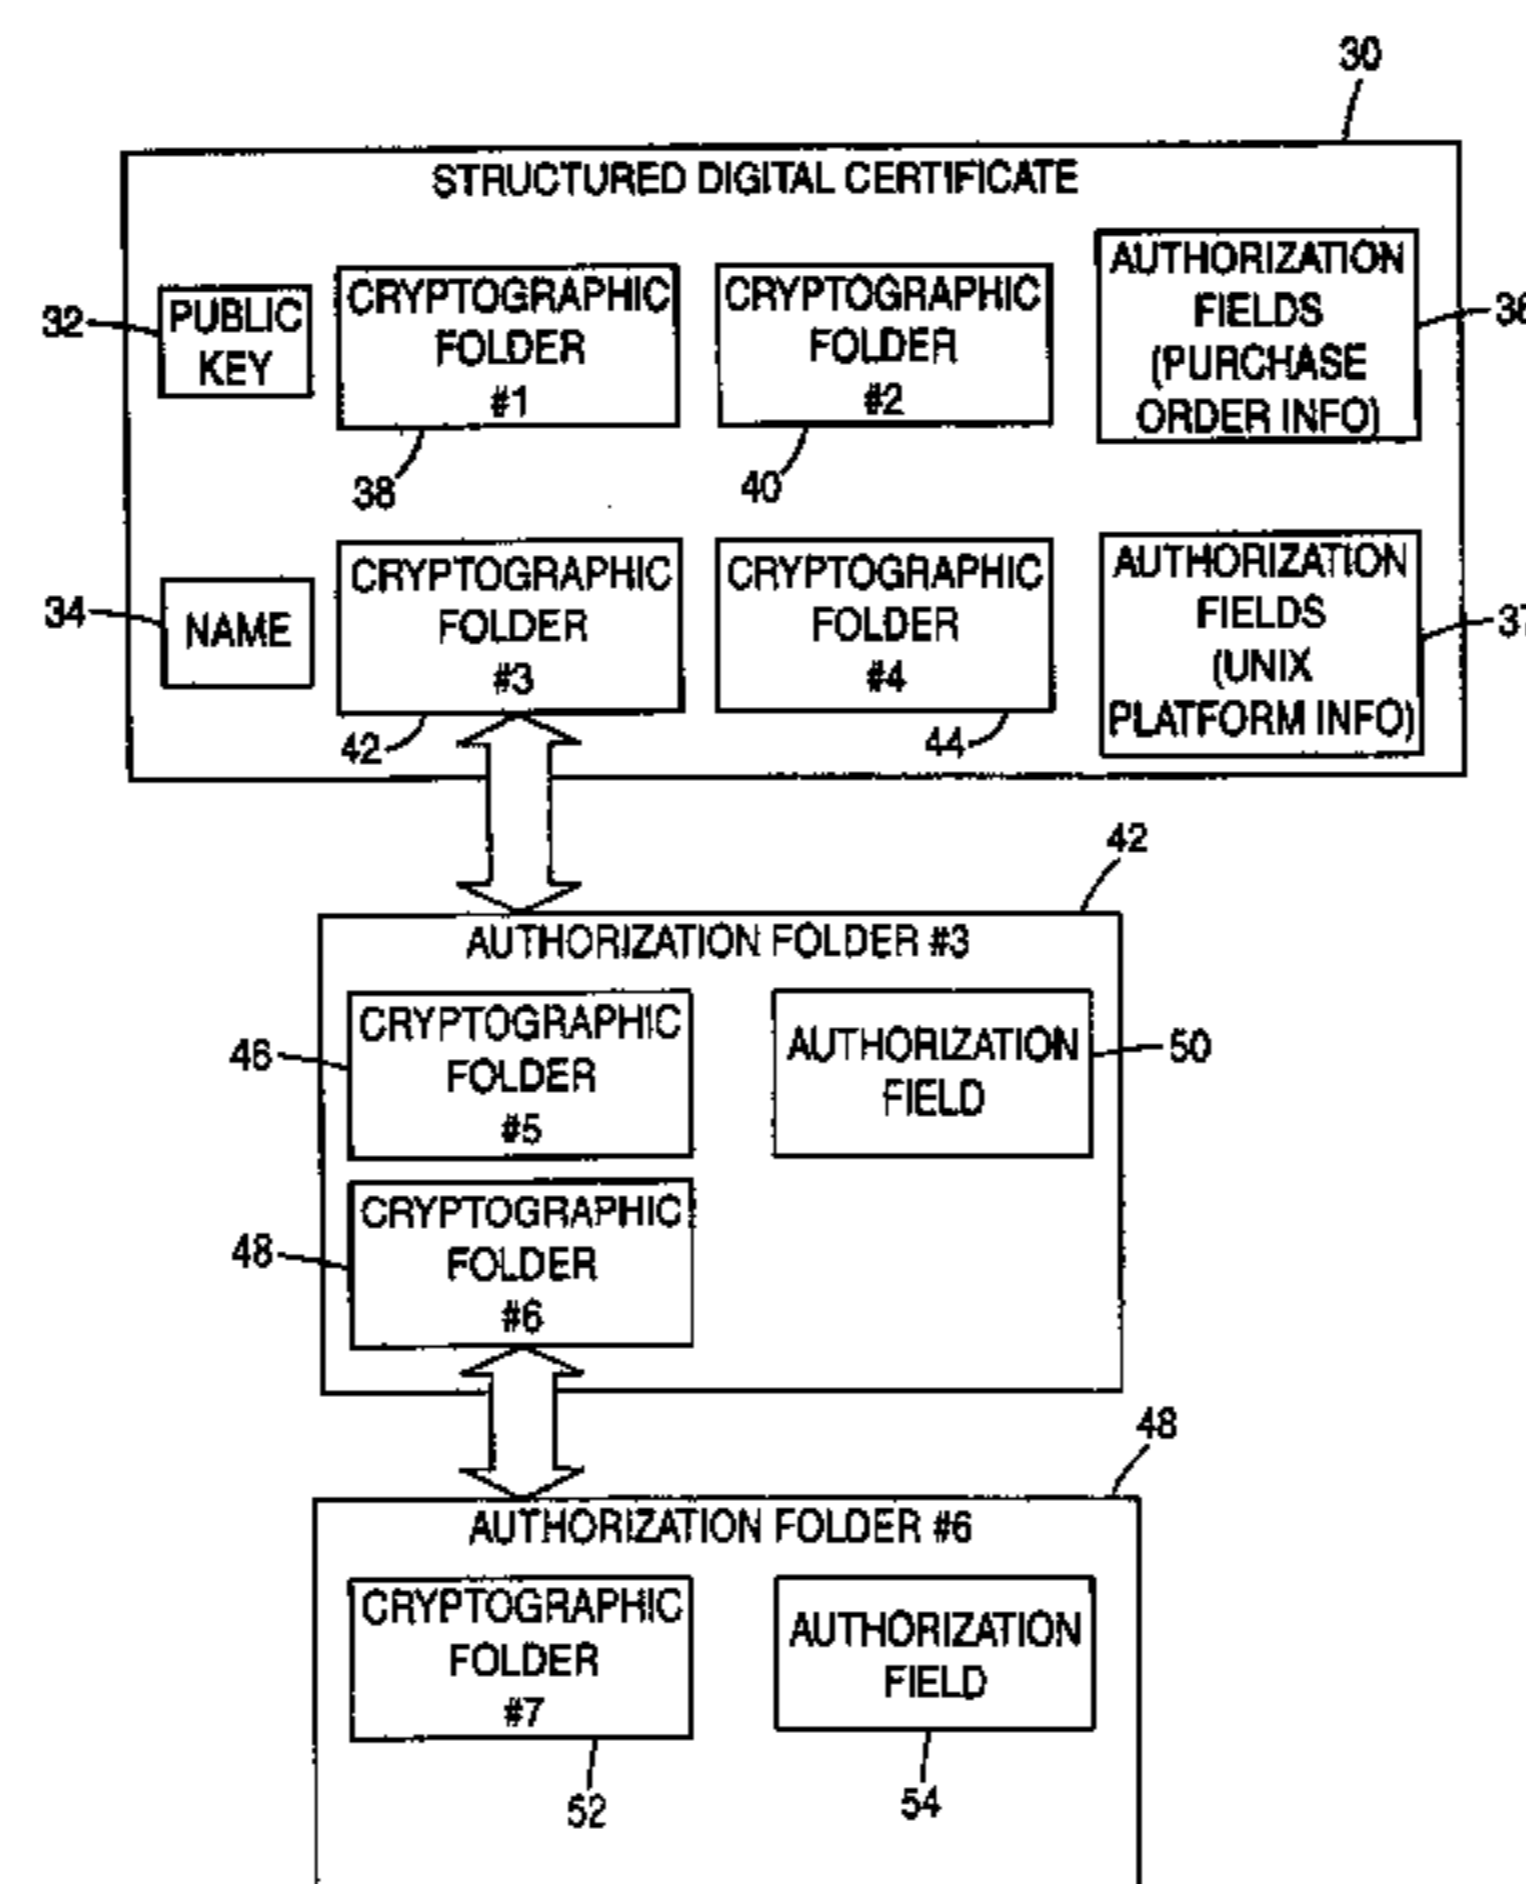 30
STRUCTURED DIGITAL CERTIFICATE
32
PUBLIC
KEY
CRYPTOGRAPHIC
FOLDER
#1
38
CRYPTOGRAPHIC
FOLDER
#2
40
AUTHORIZATION
FIELDS
(PURCHASE
ORDER INFO)
36
34
NAME
CRYPTOGRAPHIC
FOLDER
#3
42
CRYPTOGRAPHIC
FOLDER
#4
44
AUTHORIZATION
FIELDS
(UNIX
PLATFORM INFO)
37
42
AUTHORIZATION FOLDER #3
46
CRYPTOGRAPHIC
FOLDER
#5
AUTHORIZATION
FIELD
50
48
CRYPTOGRAPHIC
FOLDER
#6
48
AUTHORIZATION FOLDER #6
CRYPTOGRAPHIC
FOLDER
#7
52
AUTHORIZATION
FIELD
54